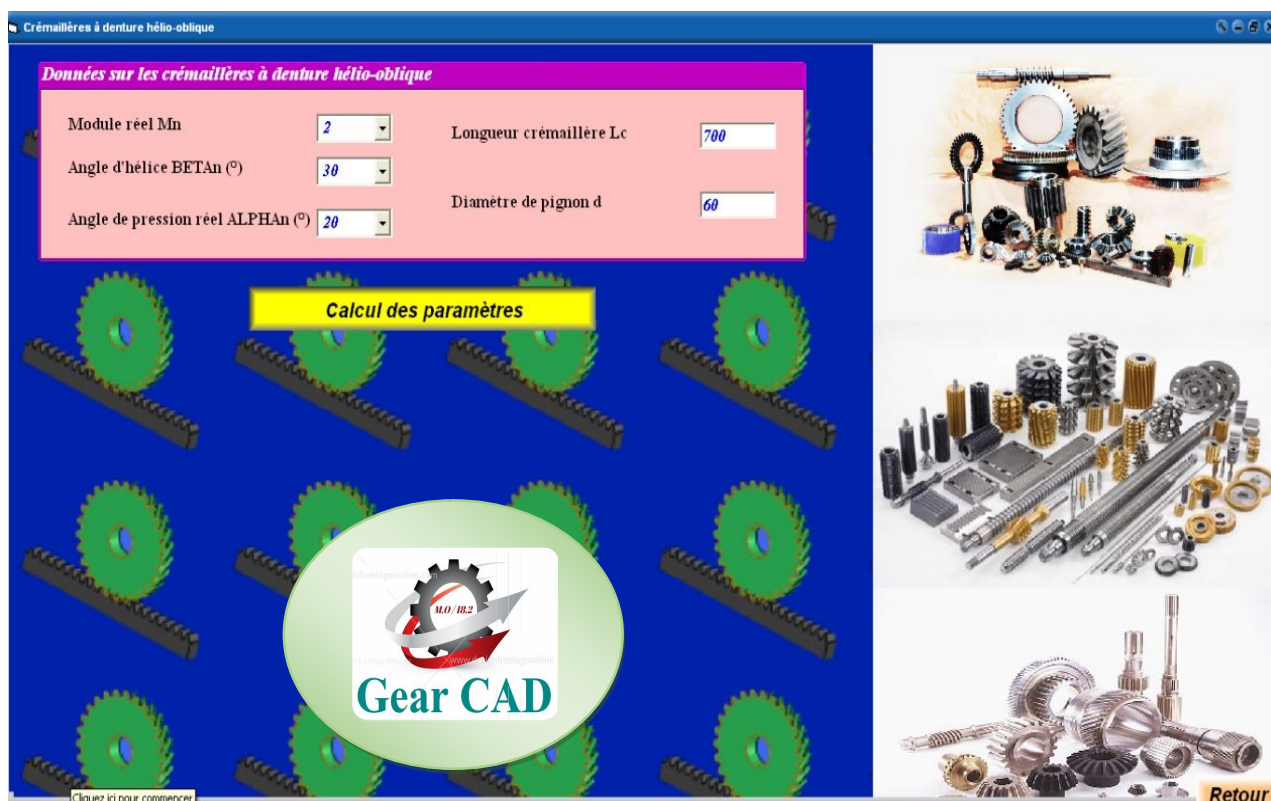 Crémaillères à denture hélio-oblique
Données sur les crémaillères à denture hélio-oblique
Module réel Mn
2
Longueur crémaillère Lc
700
Angle d'hélice BETAn (°)
30
Diamètre de pignon d
60
Angle de pression réel ALPHAn (°)
20
Calcul des paramètres
M.O/18.2
Gear CAD
Cliquez ici pour commencer
Retour